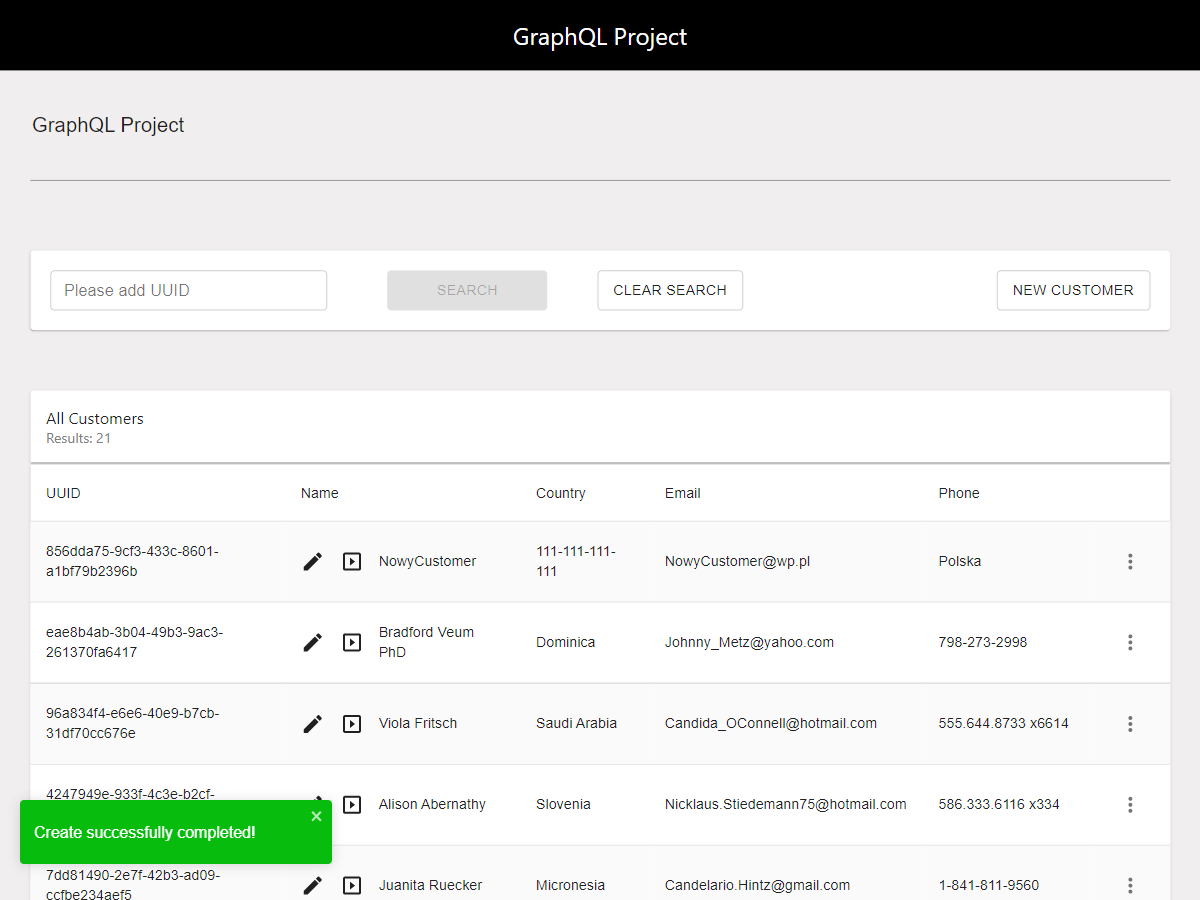 GraphQL Project
GraphQL Project
Please add UUID
SEARCH
CLEAR SEARCH
NEW CUSTOMER
All Customers
Results: 21
UUID Name Country Email Phone
856dda75-9cf3-433c-8601-
a1bf79b2396b
NowyCustomer
111-111-111-
111
NowyCustomer@wp.pl
Polska
eae8b4ab-3b04-49b3-9ac3-
261370fa6417
Bradford Veum
PhD
Dominica
Johnny_Metz@yahoo.com
798-273-2998
96a834f4-e6e6-40e9-b7cb-
31df70cc676e
Viola Fritsch
Saudi Arabia
Candida_OConnell@hotmail.com
555.644.8733 x6614
4247949e-933f-4c3e-b2cf-
Alison Abernathy
Slovenia
Nicklaus.Stiedemann75@hotmail.com
586.333.6116 x334
Create successfully completed!
7dd81490-2e7f-42b3-ad09-
ccfbe234aef5
Juanita Ruecker
Micronesia
Candelario.Hintz@gmail.com
1-841-811-9560